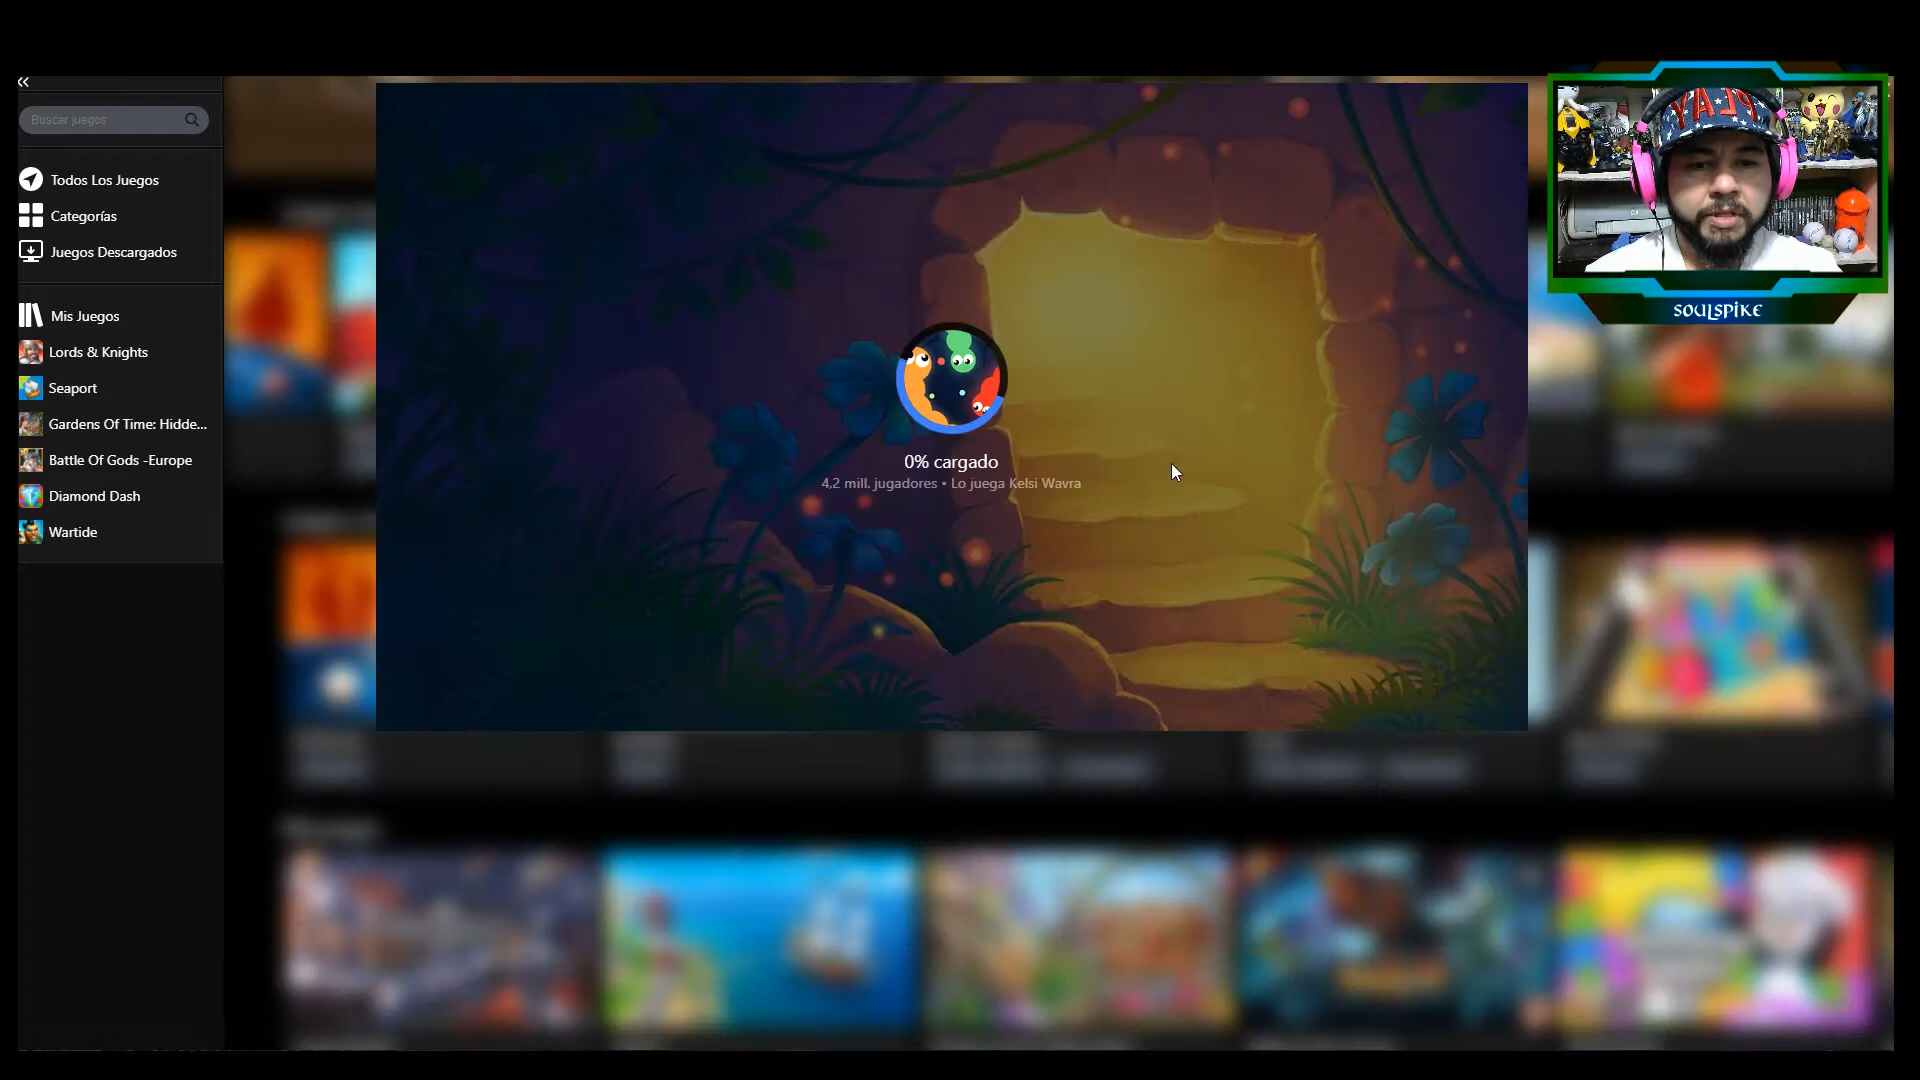 Buscar juegos
Todos Los Juegos
Categorías
Juegos Descargados
Mis Juegos
Lords & Knights
Seaport
Gardens Of Time: Hidde...
Battle Of Gods -Europe
Diamond Dash
Wartide
0% cargado
4,2 mill. jugadores • Lo juega Kelsi Wavra
PLAY
SOULSPIKE